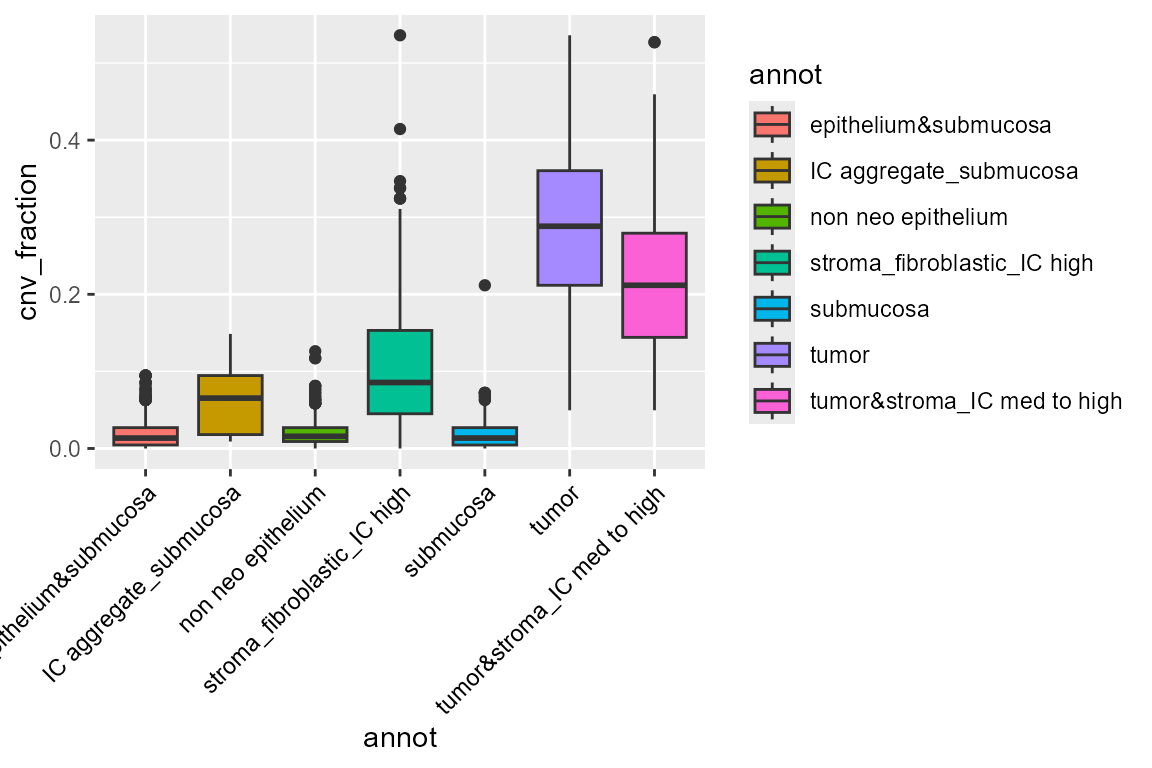 cnv_fraction
0.4
0.2
0.0
epithelium&submucosa
IC aggregate_submucosa
non neo epithelium
stroma_fibroblastic_IC high
submucosa
tumor
tumor&stroma_IC med to high
annot
annot
epithelium&submucosa
IC aggregate_submucosa
non neo epithelium
stroma_fibroblastic_IC high
submucosa
tumor
tumor&stroma_IC med to high